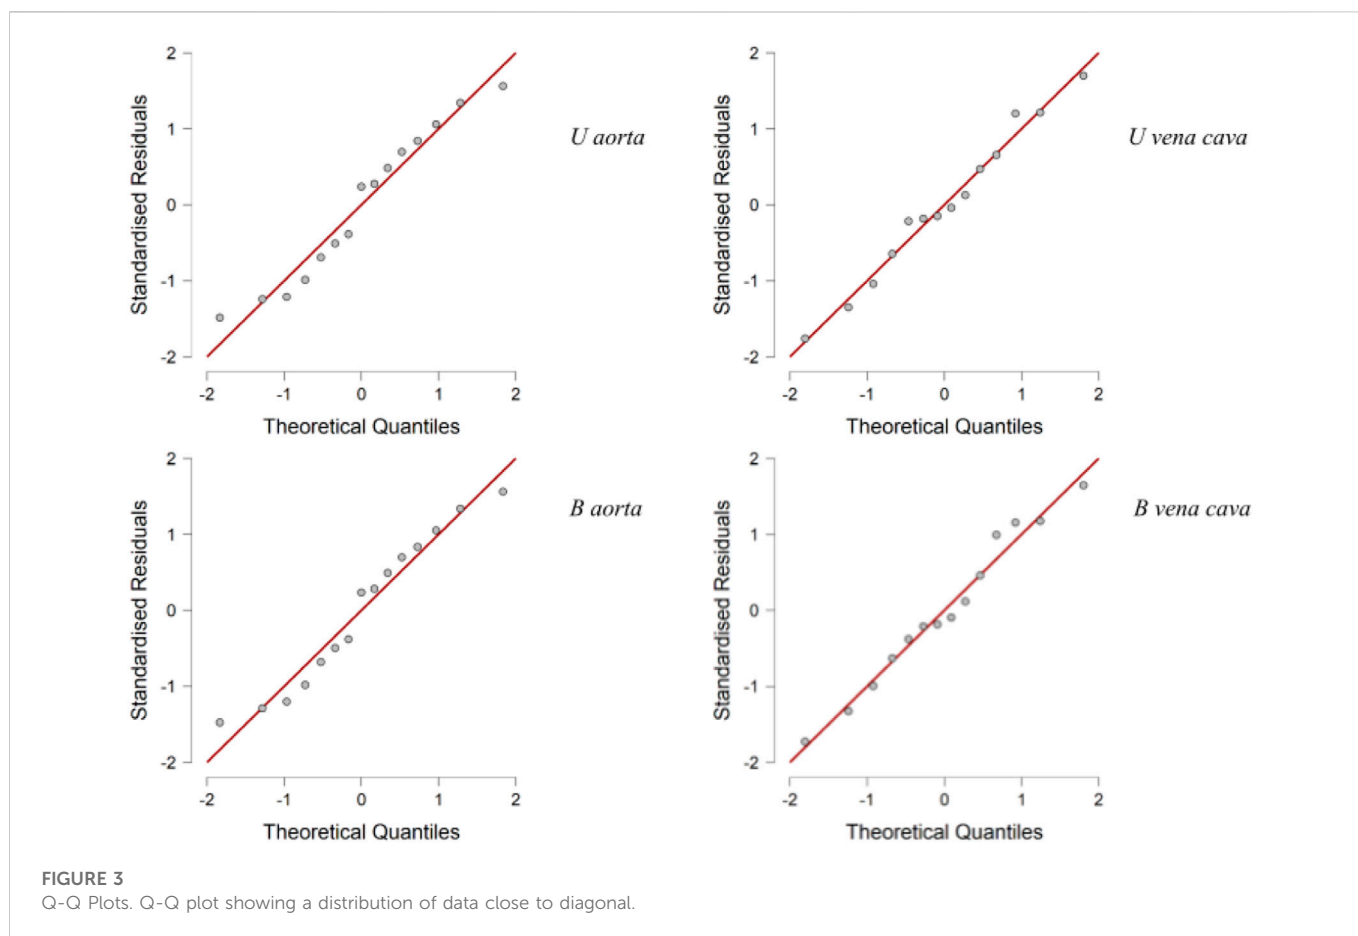 2
1
0
-1
-2
Standardised Residuals
-2 -1 0 1 2
Theoretical Quantiles
U aorta
2
1
0
-1
-2
Standardised Residuals
-2 -1 0 1 2
Theoretical Quantiles
U vena cava
2
1
0
-1
-2
Standardised Residuals
-2 -1 0 1 2
Theoretical Quantiles
B aorta
2
1
0
-1
-2
Standardised Residuals
-2 -1 0 1 2
Theoretical Quantiles
B vena cava
FIGURE 3
Q-Q Plots. Q-Q plot showing a distribution of data close to diagonal.